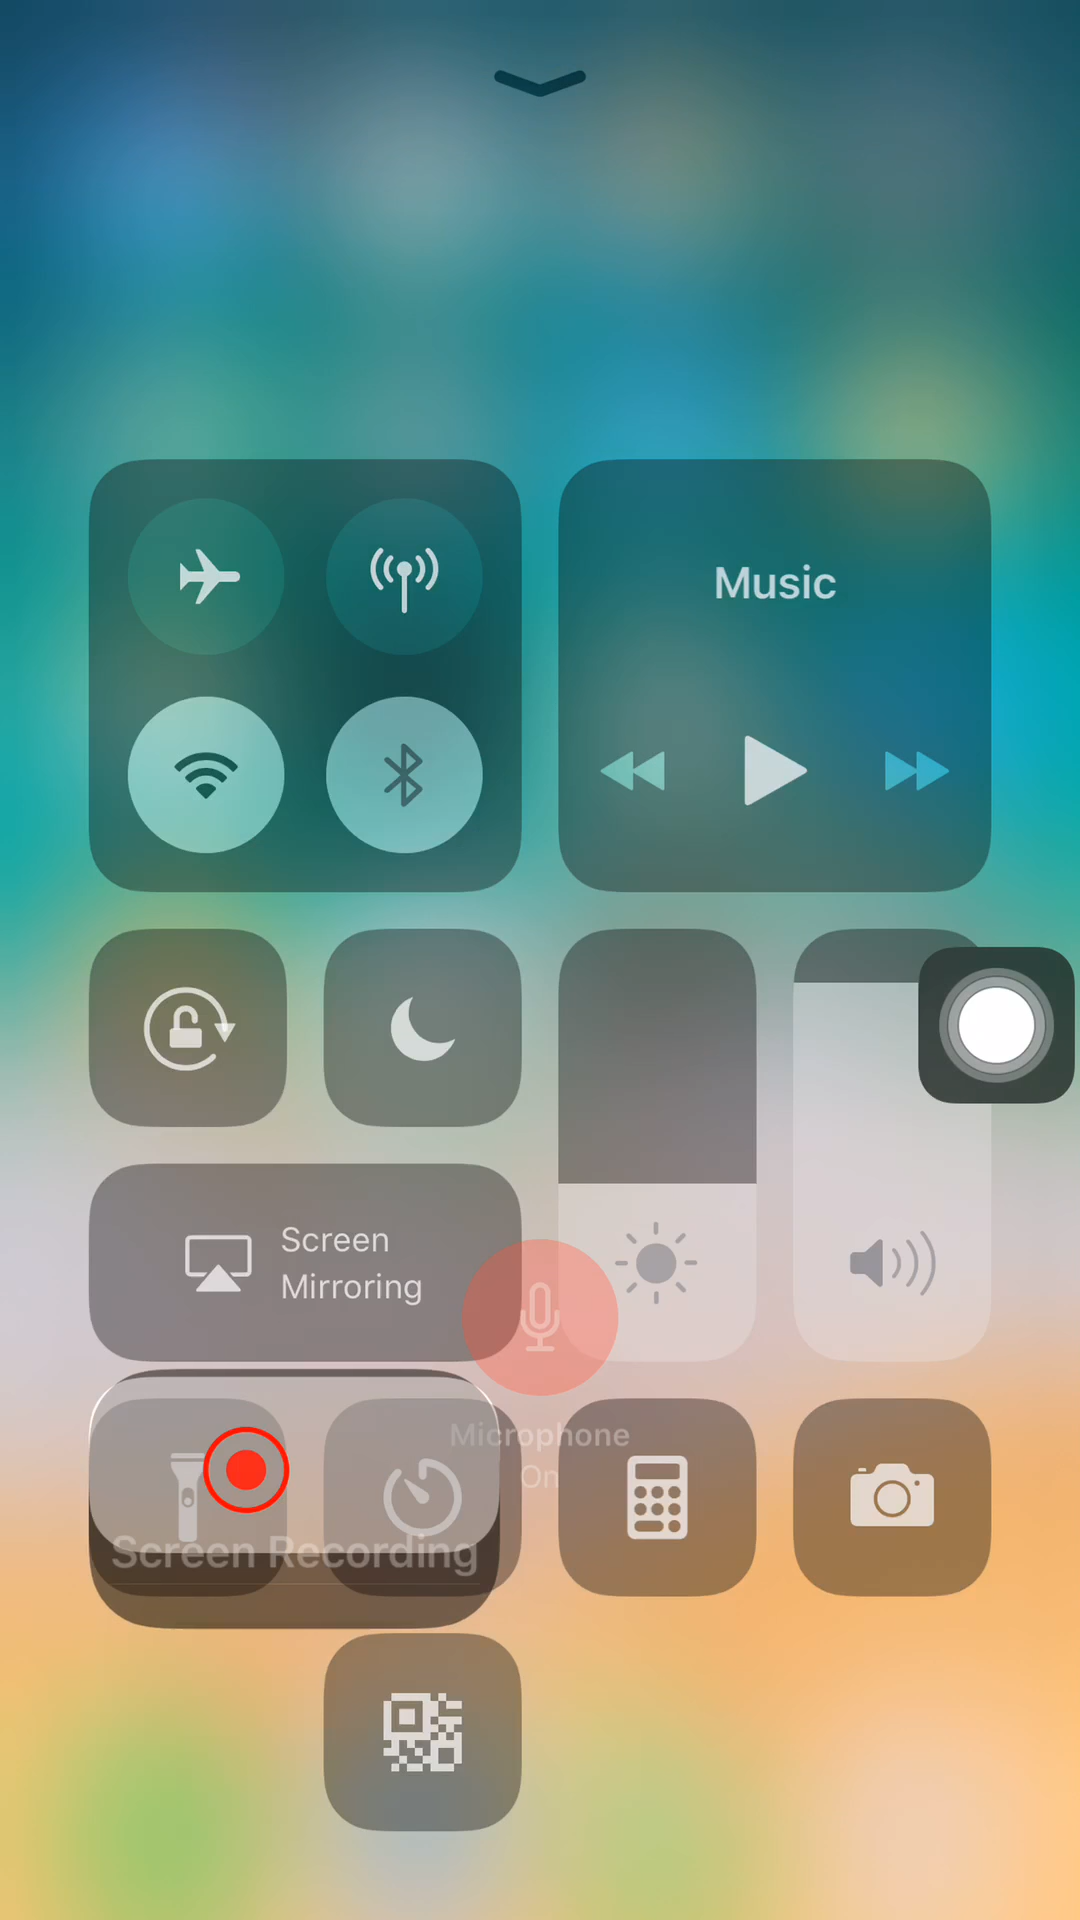 Music
Screen
Mirroring
Microphone
On
Screen Recording